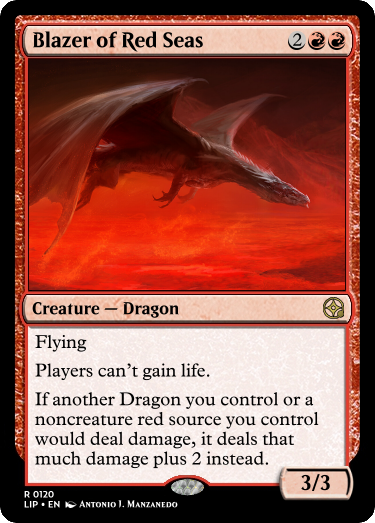 Blazer of Red Seas 2
Creature — Dragon
Flying
Players can't gain life.
If another Dragon you control or a
noncreature red source you control
would deal damage, it deals that
much damage plus 2 instead.
3/3
R 0120
LIP • EN Antonio J. Manzanedo